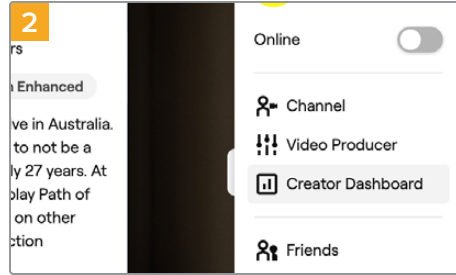 2
rs
Enhanced
ve in Australia.
to not be a
ly 27 years. At
play Path of
on other
ction
Online
Channel
Video Producer
Creator Dashboard
Friends